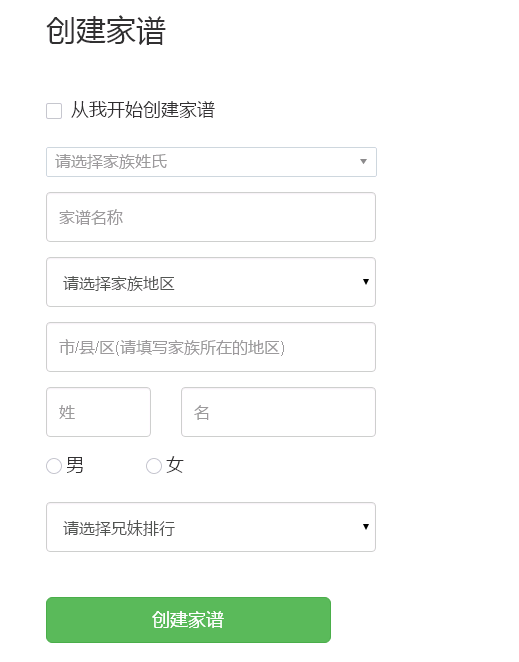 创建家谱
从我开始创建家谱
请选择家族姓氏
家谱名称
请选择家族地区
市/县/区(请填写家族所在的地区)
姓 名
男 女
请选择兄妹排行
创建家谱